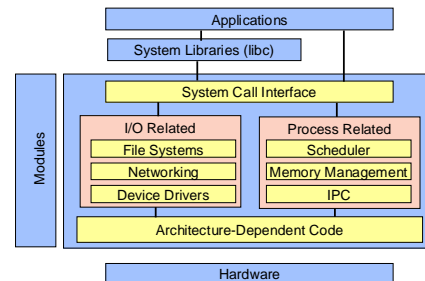 Applications
System Libraries (libc)
System Call Interface
Modules
I/O Related
File Systems
Networking
Device Drivers
Process Related
Scheduler
Memory Management
IPC
Architecture-Dependent Code
Hardware